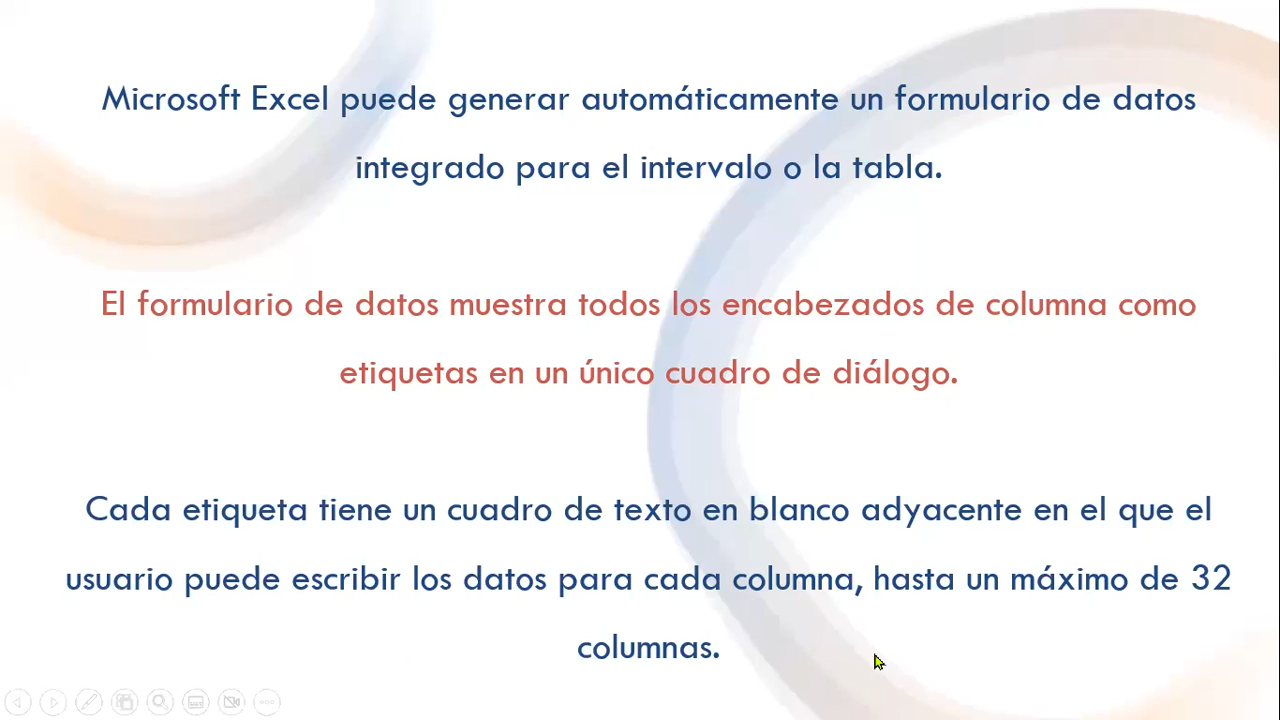 Microsoft Excel puede generar automáticamente un formulario de datos
integrado para el intervalo o la tabla.
El formulario de datos muestra todos los encabezados de columna como
etiquetas en un único cuadro de diálogo.
Cada etiqueta tiene un cuadro de texto en blanco adyacente en el que el
usuario puede escribir los datos para cada columna, hasta un máximo de 32
columnas.